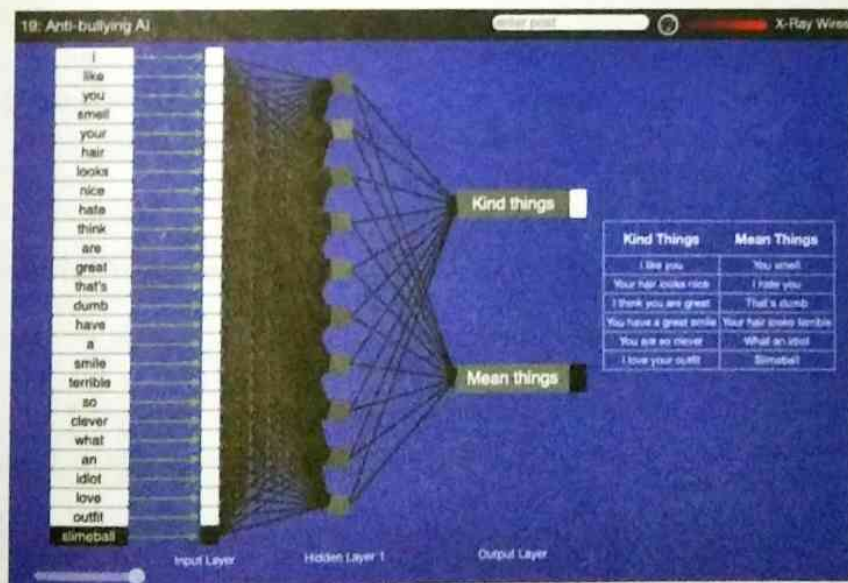 19: Anti-bullying AI
enter post
X-Ray Wires
i
like
you
smell
your
hair
looks
nice
hate
think
are
great
that's
dumb
have
a
smile
terrible
so
clever
what
an
idiot
love
outfit
slimeball
Input Layer
Hidden Layer 1
Output Layer
Kind things
Mean things
Kind Things Mean Things
I like you You smell
Your hair looks nice I hate you
I think you are great That's dumb
You have a great smile Your hair looks terrible
You are so clever What an idiot
I love your outfit Slimeball